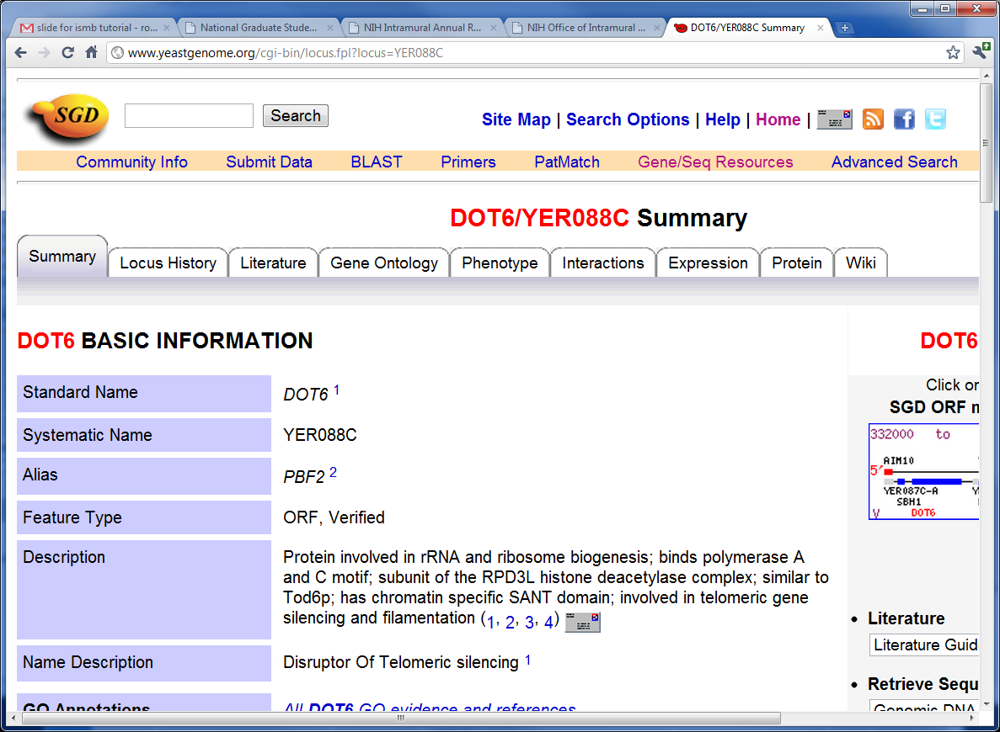 slide for ismb tutorial - ro...
National Graduate Stude...
NIH Intramural Annual R...
NIH Office of Intramural ...
DOT6/YER088C Summary
www.yeastgenome.org/cgi-bin/locus.fpl?locus=YER088C
SGD
Search
Site Map | Search Options | Help | Home |
Community Info Submit Data BLAST Primers PatMatch Gene/Seq Resources Advanced Search
DOT6/YER088C Summary
Summary Locus History Literature Gene Ontology Phenotype Interactions Expression Protein Wiki
DOT6 BASIC INFORMATION
Standard Name DOT6 1
Systematic Name YER088C
Alias PBF2 2
Feature Type ORF, Verified
Description Protein involved in rRNA and ribosome biogenesis; binds polymerase A
and C motif; subunit of the RPD3L histone deacetylase complex; similar to
Tod6p; has chromatin specific SANT domain; involved in telomeric gene
silencing and filamentation (1, 2, 3, 4)
Name Description Disruptor Of Telomeric silencing 1
GO Annotations All DOT6 GO evidence and references
DOT6
Click or
SGD ORF
332000 to
AIM10
5'
YER087C-A
SBH1
V DOT6
Literature
Literature Guid
Retrieve Sequ
Genomic DNA